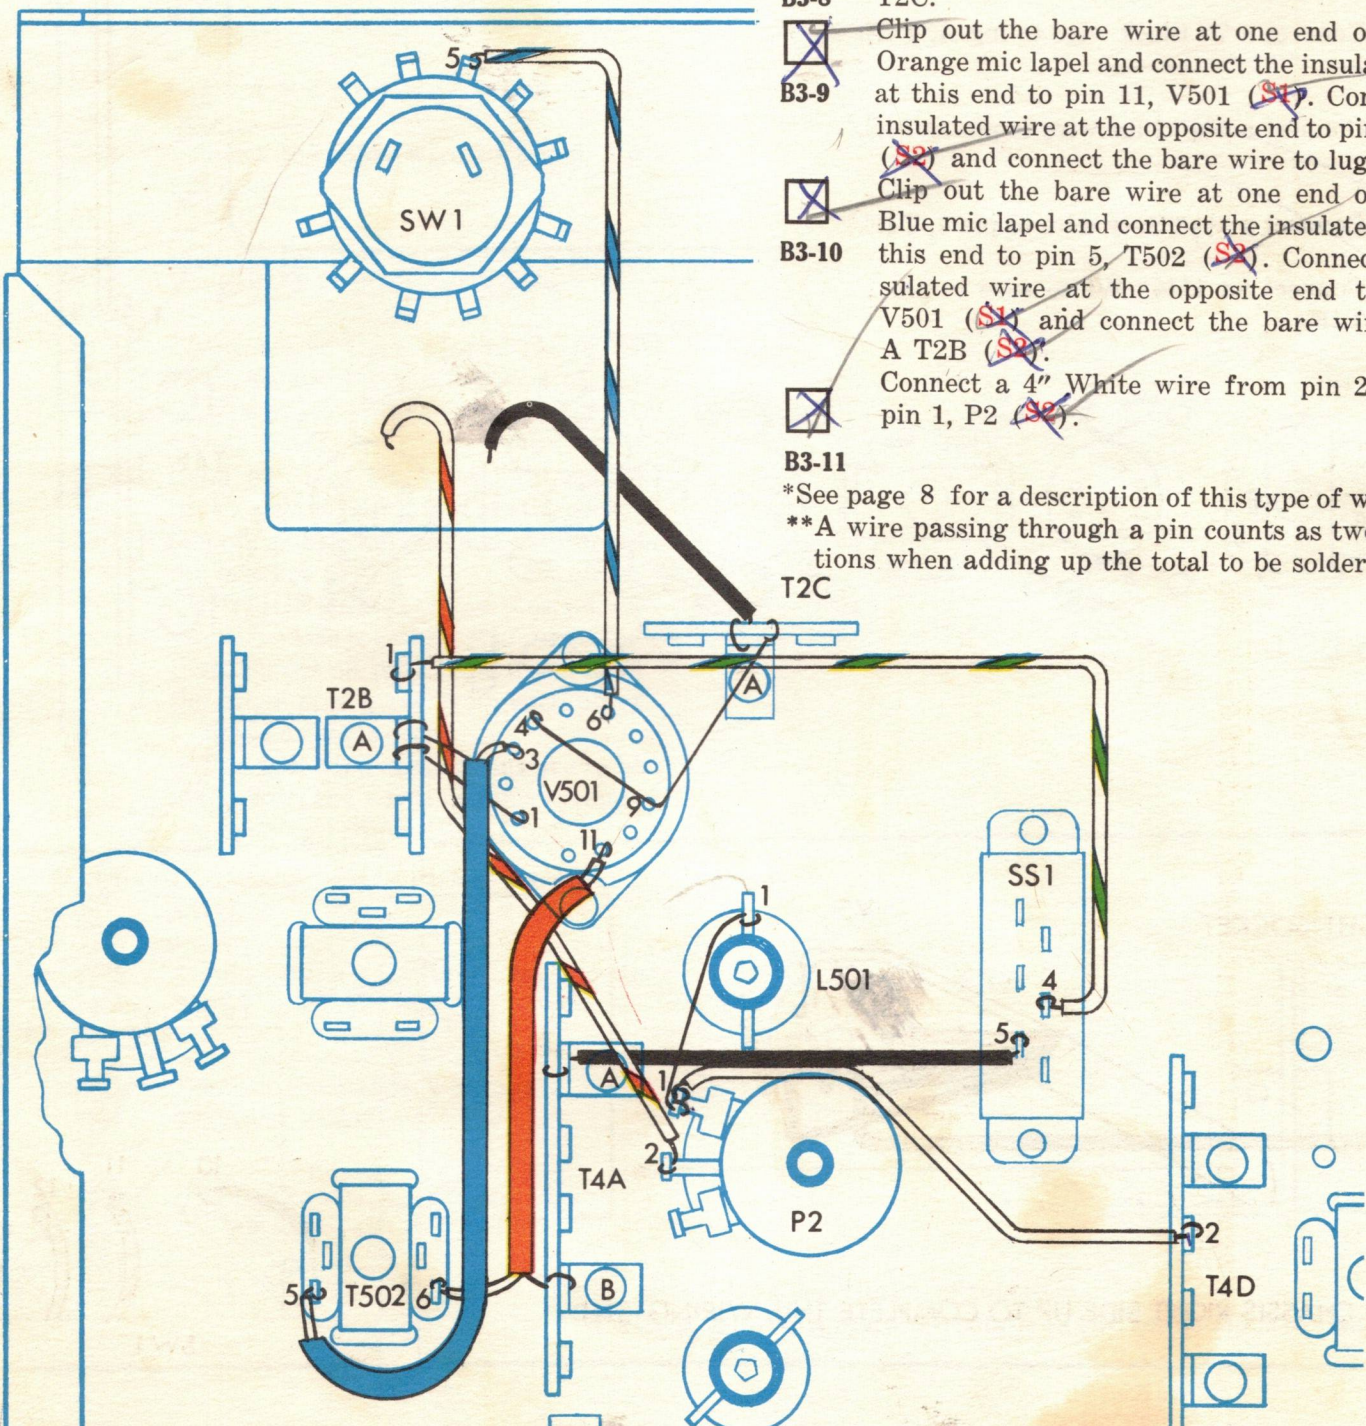 B3-8 T2C.
Clip out the bare wire at one end o
Orange mic lapel and connect the insula
B3-9 at this end to pin 11, V501 (S1). Con
insulated wire at the opposite end to pin
(S2) and connect the bare wire to lug
Clip out the bare wire at one end o
Blue mic lapel and connect the insulate
B3-10 this end to pin 5, T502 (S2). Connec
sulated wire at the opposite end t
V501 (S1) and connect the bare wir
A T2B (S2).
Connect a 4″ White wire from pin 2
pin 1, P2 (S2).
B3-11
*See page 8 for a description of this type of w
**A wire passing through a pin counts as two
tions when adding up the total to be solder
5
SW1
T2C
1
T2B
A
A
4
6
3
V501
1
9
11
SS1
1
L501
4
5
A
1
2
T4A
P2
2
T4D
5
T502
6
B